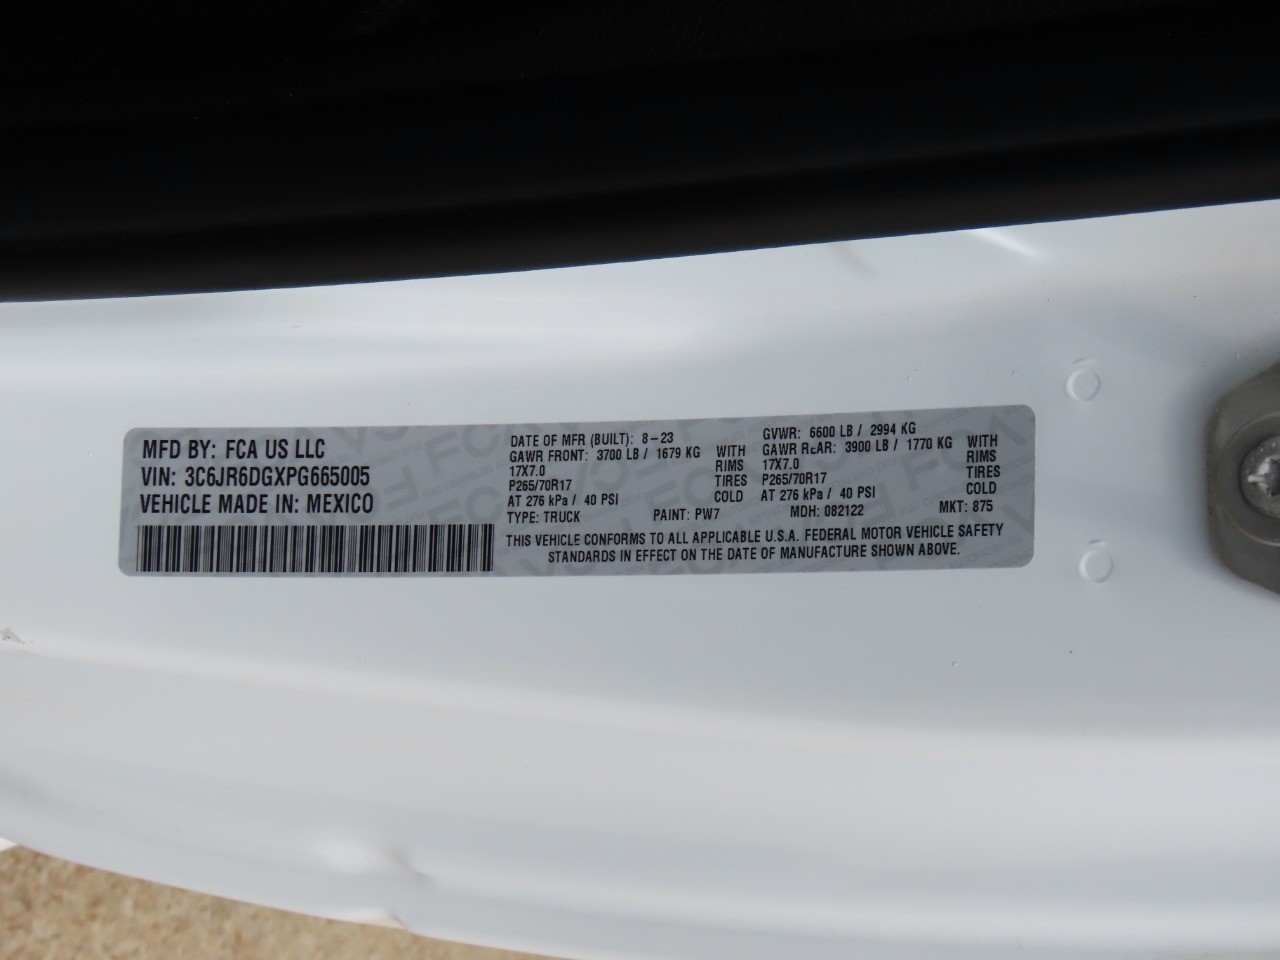 MFD BY: FCA US LLC
VIN: 3C6JR6DGXPG665005
VEHICLE MADE IN: MEXICO
DATE OF MFR (BUILT): 8-23
GVWR: 6600 LB / 2994 KG
GAWR FRONT: 3700 LB / 1679 KG WITH
17X7.0 RIMS
P265/70R17 TIRES
AT 276 kPa / 40 PSI COLD
GAWR REAR: 3900 LB / 1770 KG WITH
17X7.0 RIMS
P265/70R17 TIRES
AT 276 kPa / 40 PSI COLD
TYPE: TRUCK PAINT: PW7 MDH: 082122 MKT: 875
THIS VEHICLE CONFORMS TO ALL APPLICABLE U.S.A. FEDERAL MOTOR VEHICLE SAFETY
STANDARDS IN EFFECT ON THE DATE OF MANUFACTURE SHOWN ABOVE.